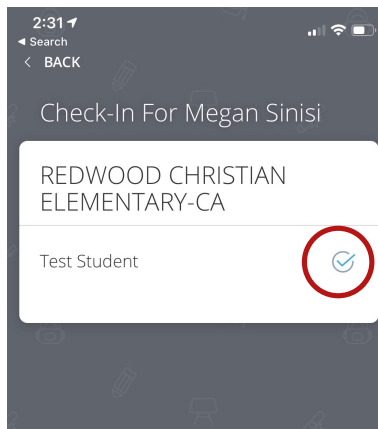 2:31
◀ Search
< BACK
Check-In For Megan Sinisi
REDWOOD CHRISTIAN
ELEMENTARY-CA
Test Student